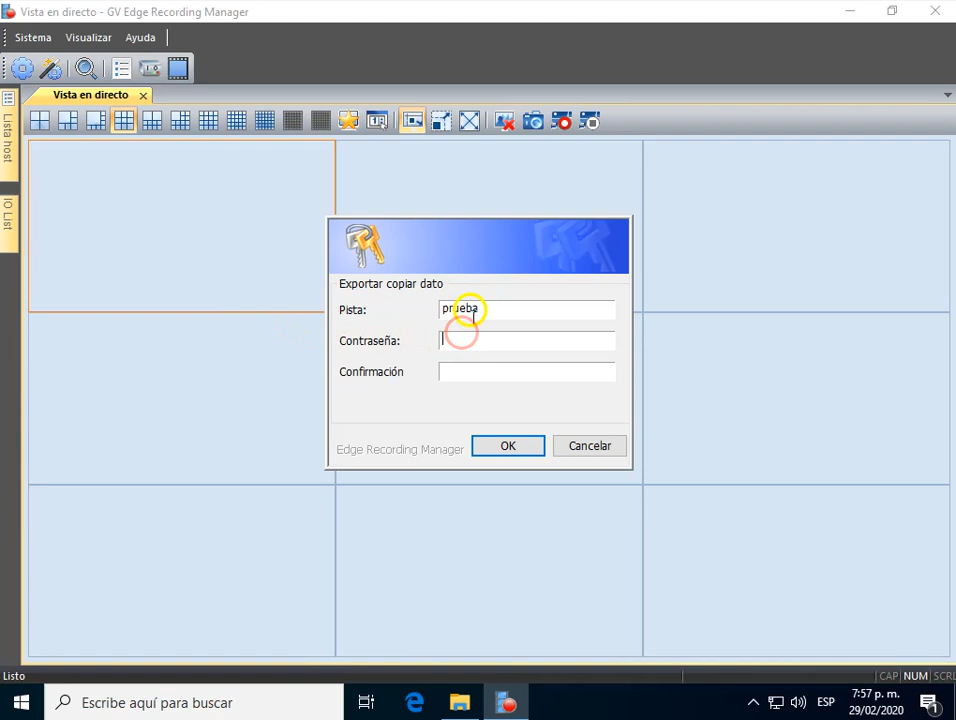 Vista en directo - GV Edge Recording Manager
Sistema Visualizar Ayuda
Vista en directo
Lista host
IO List
Exportar copiar dato
Pista: prueba
Contraseña:
Confirmación
Edge Recording Manager OK Cancelar
Listo CAP NUM SCRL
Escribe aquí para buscar
ESP
7:57 p. m.
29/02/2020
1